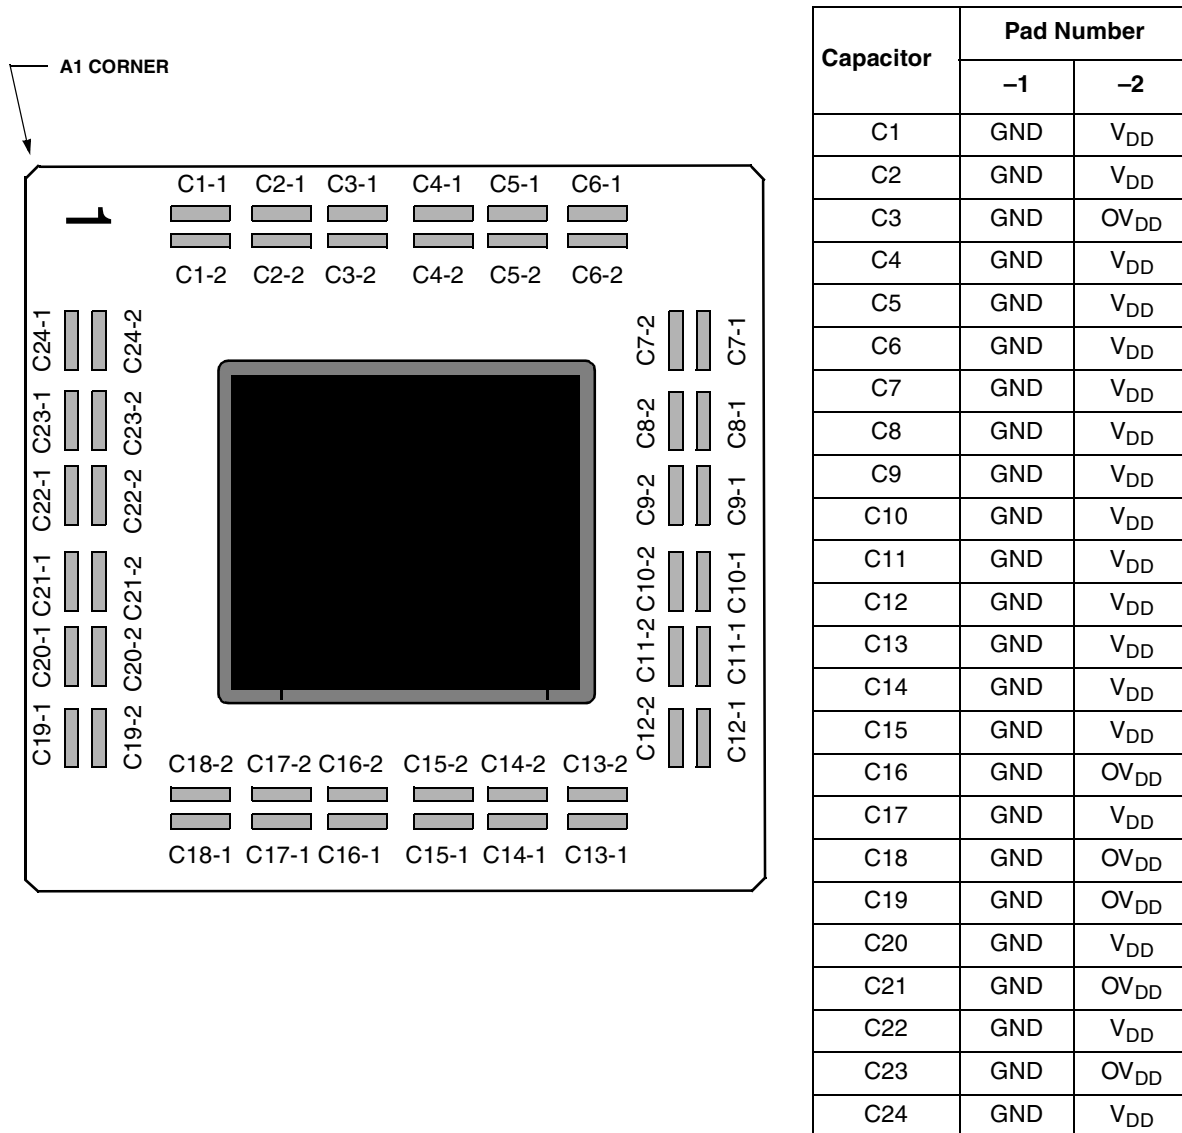 A1 CORNER
1
C1-1 C2-1 C3-1 C4-1 C5-1 C6-1
C1-2 C2-2 C3-2 C4-2 C5-2 C6-2
C24-1 C24-2
C23-1 C23-2
C22-1 C22-2
C21-1 C21-2
C20-1 C20-2
C19-1 C19-2
C7-2 C7-1
C8-2 C8-1
C9-2 C9-1
C10-2 C10-1
C11-2 C11-1
C12-2 C12-1
C18-2 C17-2 C16-2 C15-2 C14-2 C13-2
C18-1 C17-1 C16-1 C15-1 C14-1 C13-1
Capacitor Pad Number
–1 –2
C1 GND VDD
C2 GND VDD
C3 GND OVDD
C4 GND VDD
C5 GND VDD
C6 GND VDD
C7 GND VDD
C8 GND VDD
C9 GND VDD
C10 GND VDD
C11 GND VDD
C12 GND VDD
C13 GND VDD
C14 GND VDD
C15 GND VDD
C16 GND OVDD
C17 GND VDD
C18 GND OVDD
C19 GND OVDD
C20 GND VDD
C21 GND OVDD
C22 GND VDD
C23 GND OVDD
C24 GND VDD